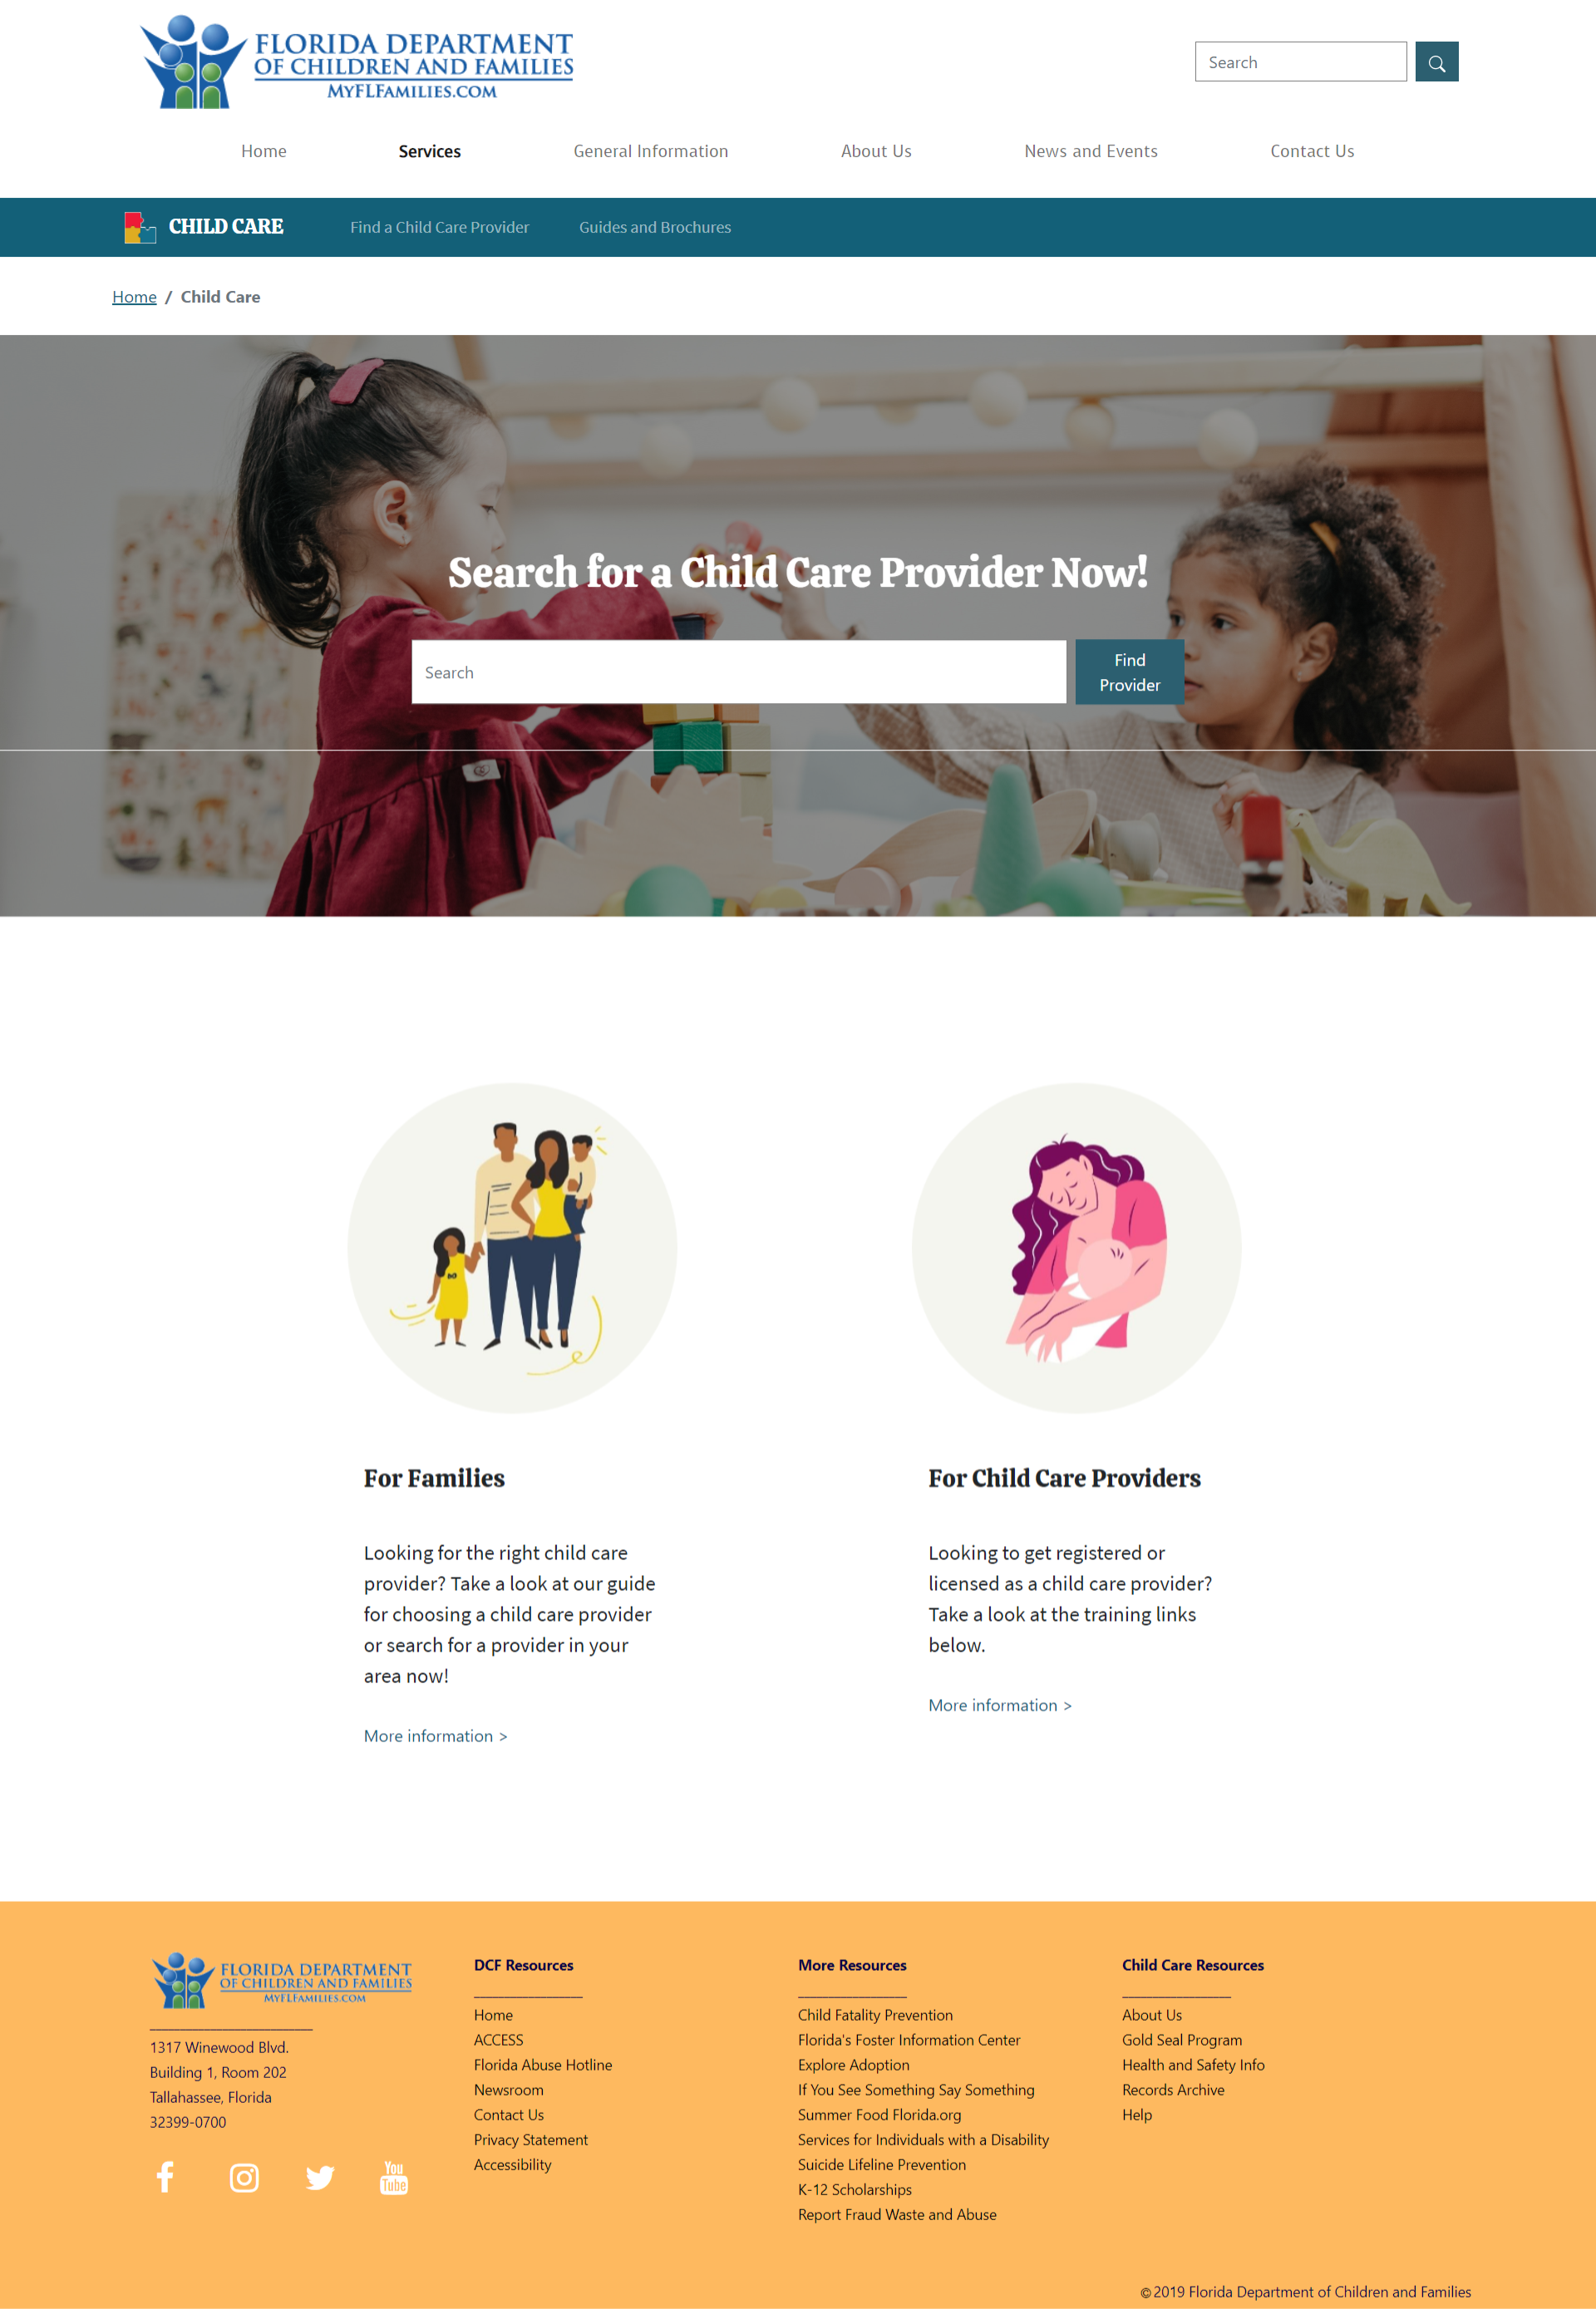 FLORIDA DEPARTMENT
OF CHILDREN AND FAMILIES
MYFLFAMILIES.COM
Search
Home
Services
General Information
About Us
News and Events
Contact Us
CHILD CARE
Find a Child Care Provider
Guides and Brochures
Home / Child Care
Search for a Child Care Provider Now!
Search
Find
Provider
For Families
Looking for the right child care
provider? Take a look at our guide
for choosing a child care provider
or search for a provider in your
area now!
More information >
For Child Care Providers
Looking to get registered or
licensed as a child care provider?
Take a look at the training links
below.
More information >
FLORIDA DEPARTMENT
OF CHILDREN AND FAMILIES
MYFLFAMILIES.COM
1317 Winewood Blvd.
Building 1, Room 202
Tallahassee, Florida
32399-0700
You
Tube
DCF Resources
Home
ACCESS
Florida Abuse Hotline
Newsroom
Contact Us
Privacy Statement
Accessibility
More Resources
Child Fatality Prevention
Florida's Foster Information Center
Explore Adoption
If You See Something Say Something
Summer Food Florida.org
Services for Individuals with a Disability
Suicide Lifeline Prevention
K-12 Scholarships
Report Fraud Waste and Abuse
Child Care Resources
About Us
Gold Seal Program
Health and Safety Info
Records Archive
Help
©2019 Florida Department of Children and Families